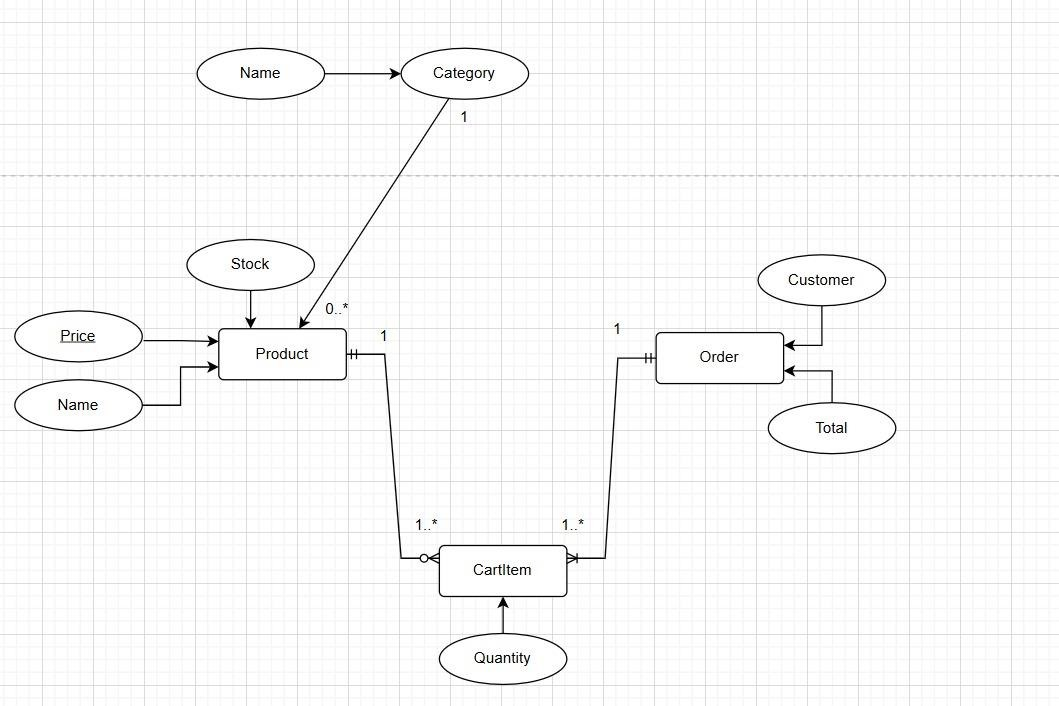 Name
Category
1
Stock
0..*
Customer
Price
Product
1
1
Order
Name
Total
1..*
1..*
CartItem
Quantity